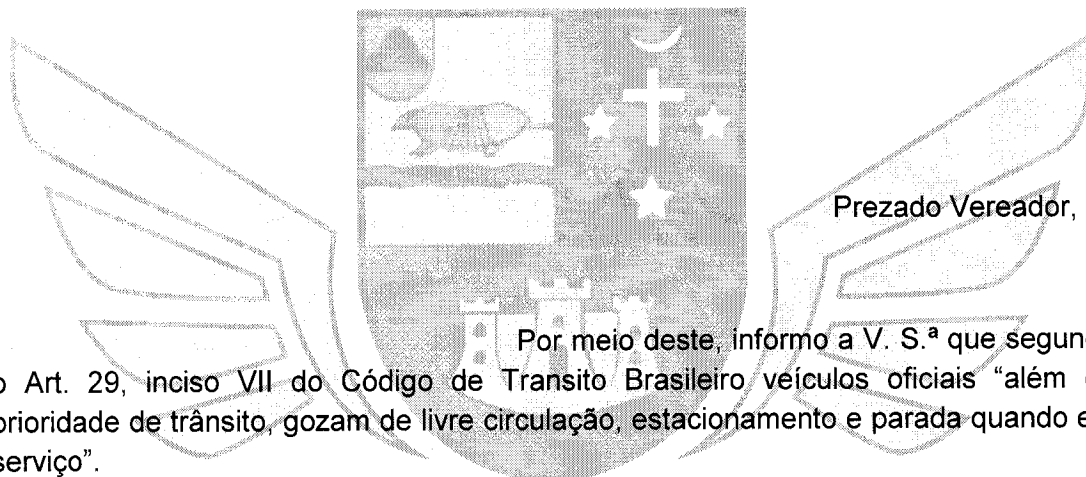 Prezado Vereador,
Por meio deste, informo a V. S.ª que segun
o Art. 29, inciso VII do Código de Transito Brasileiro veículos oficiais “além
prioridade de trânsito, gozam de livre circulação, estacionamento e parada quando e
serviço”.